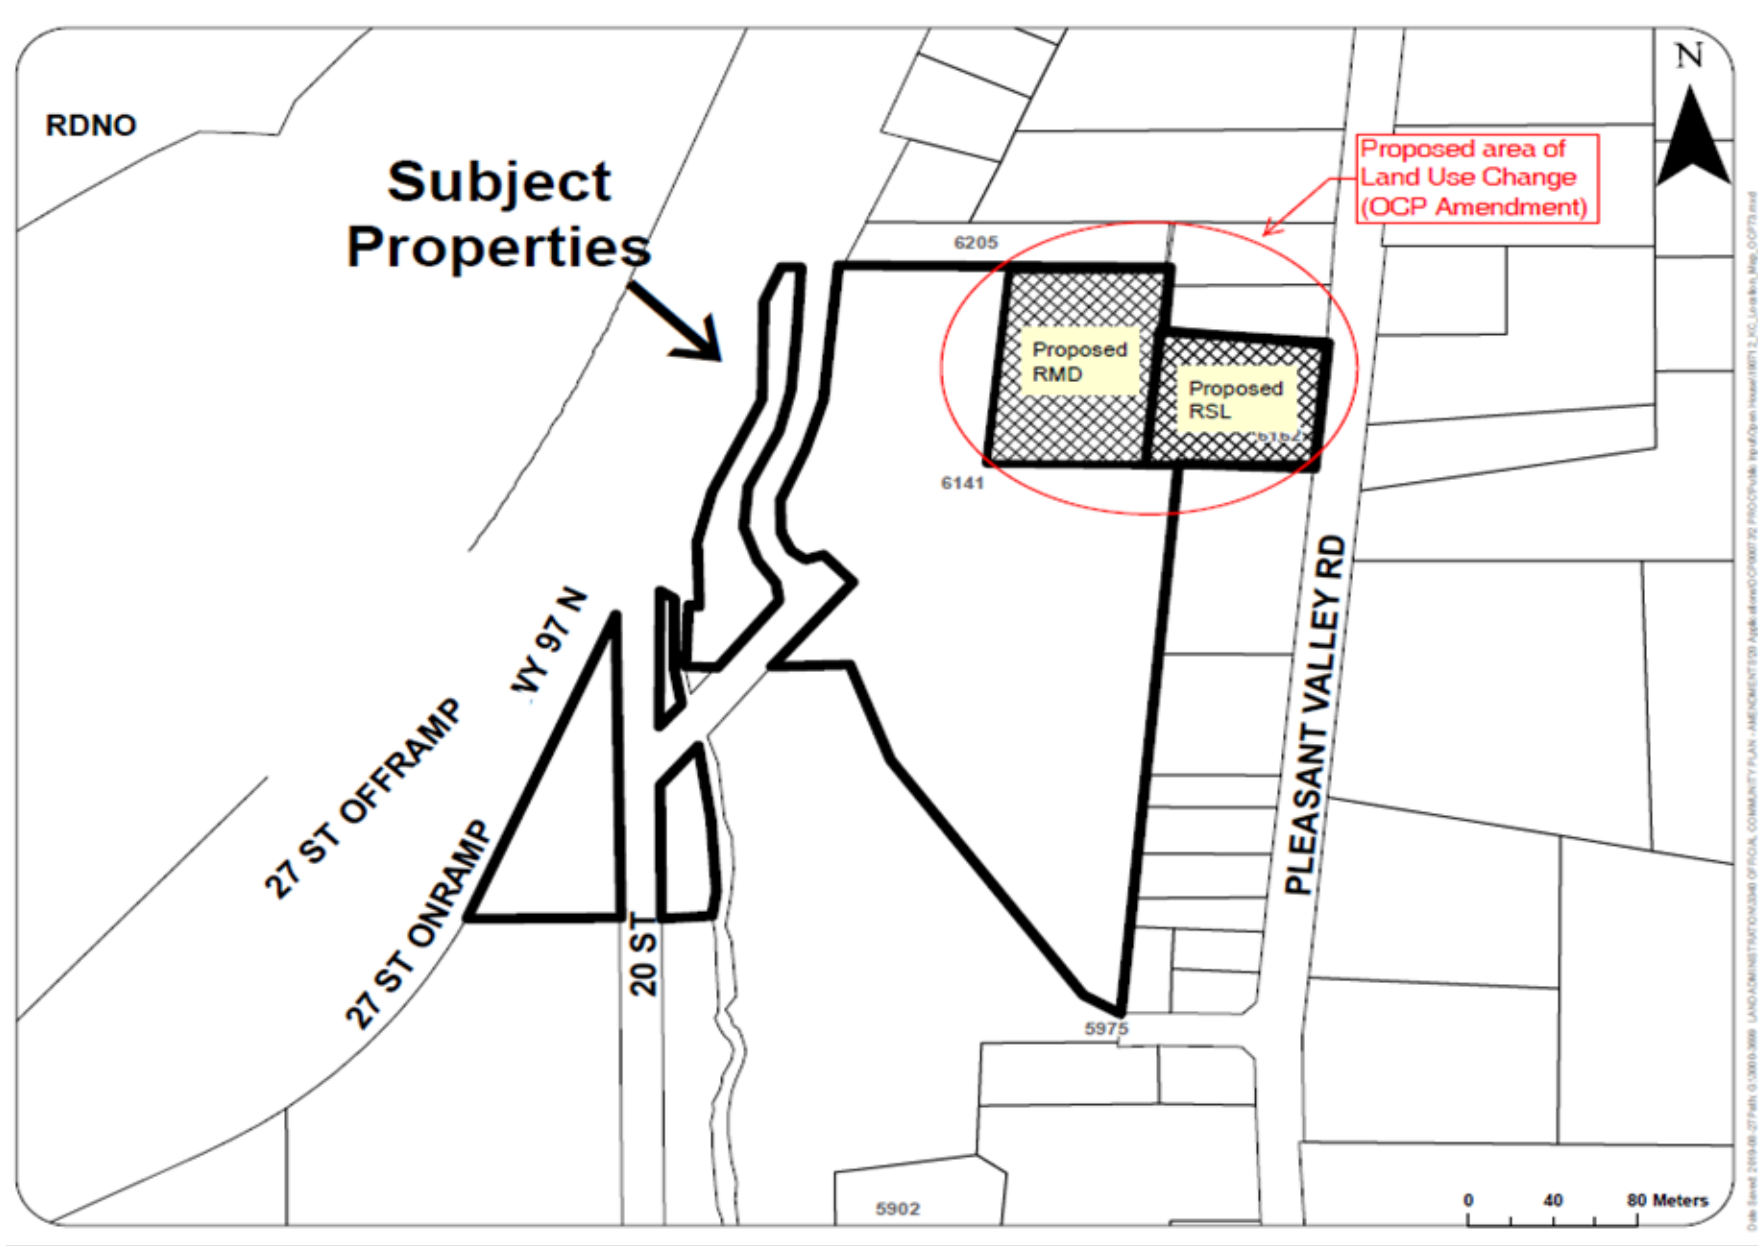 N
RDNO
Proposed area of
Land Use Change
(OCP Amendment)
Subject
Properties
6205
Proposed
RMD
Proposed
RSL
6162
6141
VY 97 N
PLEASANT VALLEY RD
27 ST OFFRAMP
27 ST ONRAMP
20 ST
5975
5902
0 40 80 Meters